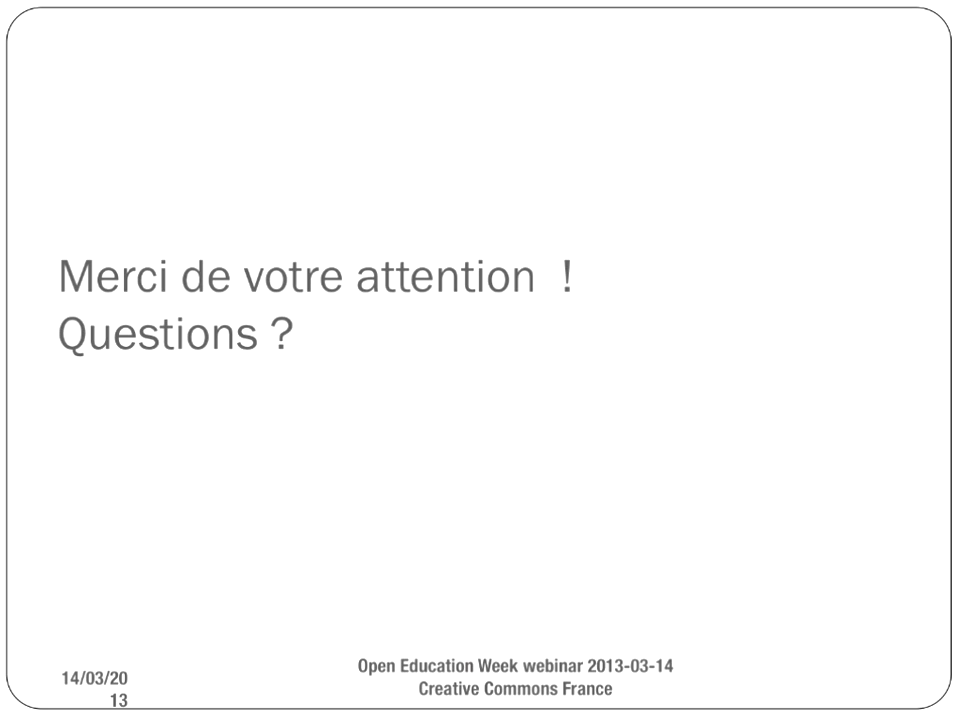 Merci de votre attention  !
Questions ?
14/03/20
13
Open Education Week webinar 2013-03-14
Creative Commons France